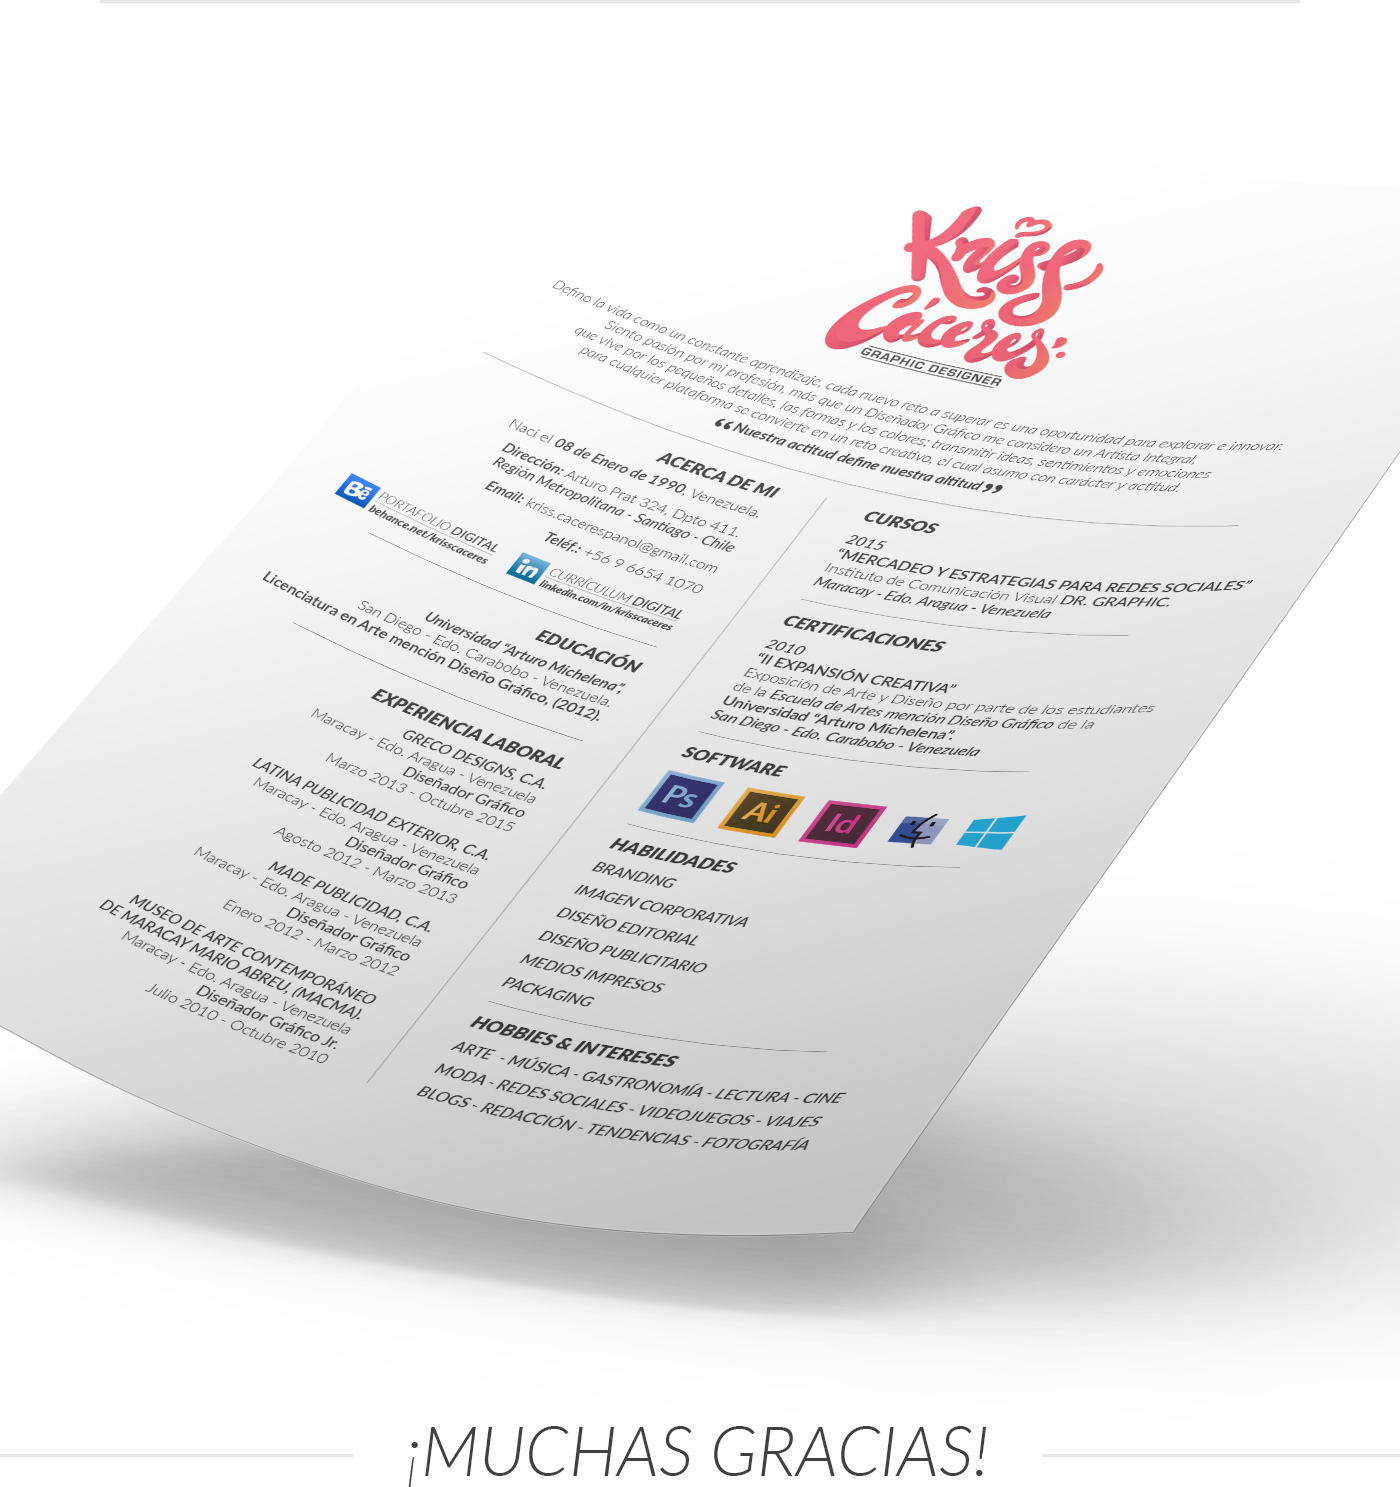 Kriss
Cáceres
GRAPHIC DESIGNER
Defino la vida como un constante aprendizaje, cada nuevo reto a superar es una oportunidad para explorar e innovar.
Siento pasión por mi profesión, más que un Diseñador Gráfico me considero un Artista Integral,
que vive por los pequeños detalles, las formas y los colores; transmitir ideas, sentimientos y emociones
para cualquier plataforma se convierte en un reto creativo, el cual asumo con carácter y actitud.
“Nuestra actitud define nuestra altitud”
ACERCA DE MI
Nací el 08 de Enero de 1990. Venezuela.
Dirección: Arturo Prat 324, Dpto 411.
Región Metropolitana - Santiago - Chile
Email: kriss.cacerespanol@gmail.com
Teléf.: +56 9 6654 1070
Bē PORTAFOLIO DIGITAL
behance.net/krisscaceres
in CURRÍCULUM DIGITAL
linkedin.com/in/krisscaceres
EDUCACIÓN
Universidad “Arturo Michelena”,
San Diego - Edo. Carabobo - Venezuela.
Licenciatura en Arte mención Diseño Gráfico, (2012).
EXPERIENCIA LABORAL
GRECO DESIGNS, C.A.
Maracay - Edo. Aragua - Venezuela
Diseñador Gráfico
Marzo 2013 - Octubre 2015
LATINA PUBLICIDAD EXTERIOR, C.A.
Maracay - Edo. Aragua - Venezuela
Diseñador Gráfico
Agosto 2012 - Marzo 2013
MADE PUBLICIDAD, C.A.
Maracay - Edo. Aragua - Venezuela
Diseñador Gráfico
Enero 2012 - Marzo 2012
MUSEO DE ARTE CONTEMPORÁNEO
DE MARACAY MARIO ABREU, (MACMA).
Maracay - Edo. Aragua - Venezuela
Diseñador Gráfico Jr.
Julio 2010 - Octubre 2010
CURSOS
2015
“MERCADEO Y ESTRATEGIAS PARA REDES SOCIALES”
Instituto de Comunicación Visual DR. GRAPHIC.
Maracay - Edo. Aragua - Venezuela
CERTIFICACIONES
2010
“II EXPANSIÓN CREATIVA”
Exposición de Arte y Diseño por parte de los estudiantes
de la Escuela de Artes mención Diseño Gráfico de la
Universidad “Arturo Michelena”.
San Diego - Edo. Carabobo - Venezuela
SOFTWARE
Ps Ai Id
HABILIDADES
BRANDING
IMAGEN CORPORATIVA
DISEÑO EDITORIAL
DISEÑO PUBLICITARIO
MEDIOS IMPRESOS
PACKAGING
HOBBIES & INTERESES
ARTE - MÚSICA - GASTRONOMÍA - LECTURA - CINE
MODA - REDES SOCIALES - VIDEOJUEGOS - VIAJES
BLOGS - REDACCIÓN - TENDENCIAS - FOTOGRAFÍA
¡MUCHAS GRACIAS!